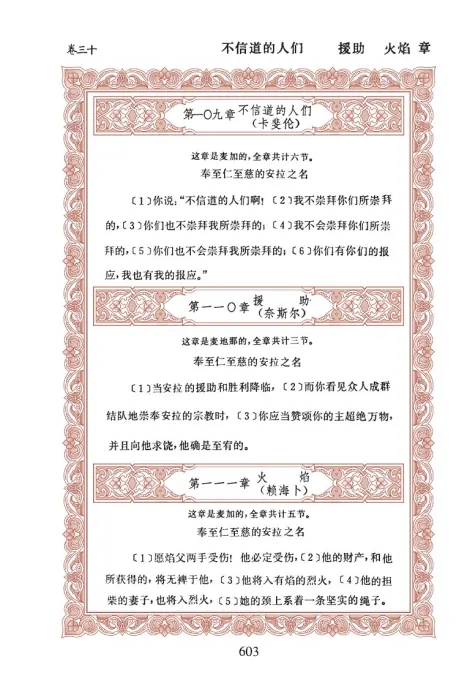 卷三十 不信道的人们 援助 火焰 章
第一〇九章 不信道的人们
（卡斐伦）
这章是麦加的，全章共计六节。
奉至仁至慈的安拉之名
〔1〕你说：“不信道的人们啊！〔2〕我不崇拜你们所崇拜
的，〔3〕你们也不崇拜我所崇拜的；〔4〕我不会崇拜你们所崇
拜的，〔5〕你们也不会崇拜我所崇拜的；〔6〕你们有你们的报
应，我也有我的报应。”
第一一〇章 援助
（奈斯尔）
这章是麦地那的，全章共计三节。
奉至仁至慈的安拉之名
〔1〕当安拉的援助和胜利降临，〔2〕而你看见众人成群
结队地崇奉安拉的宗教时，〔3〕你应当赞颂你的主超绝万物，
并且向他求饶，他确是至宥的。
第一一一章 火焰
（赖海卜）
这章是麦加的，全章共计五节。
奉至仁至慈的安拉之名
〔1〕愿焰父两手受伤！他必定受伤，〔2〕他的财产，和他
所获得的，将无裨于他，〔3〕他将入有焰的烈火，〔4〕他的担
柴的妻子，也将入烈火，〔5〕她的颈上系着一条坚实的绳子。
603